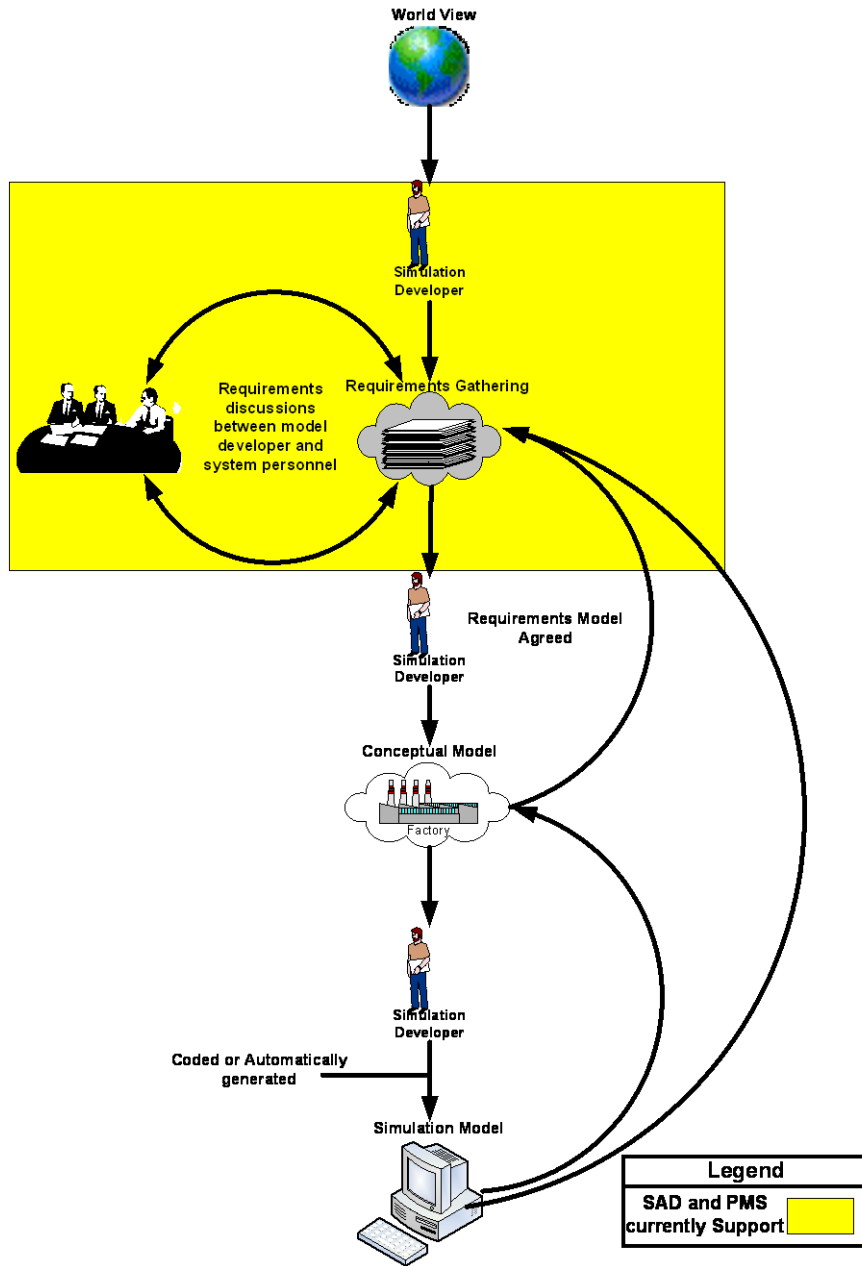 World View
Simulation
Developer
Requirements Gathering
Requirements
discussions
between model
developer and
system personnel
Simulation
Developer
Requirements Model
Agreed
Conceptual Model
Factory
Simulation
Developer
Coded or Automatically
generated
Simulation Model
Legend
SAD and PMS
currently Support